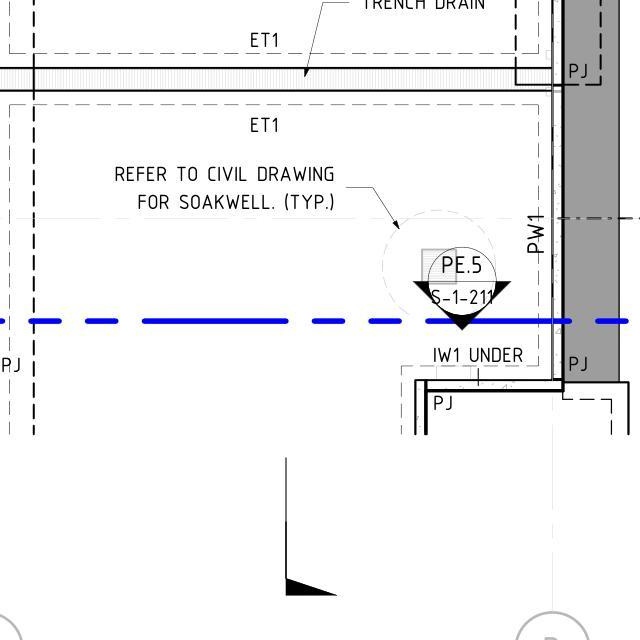 TRENCH DRAIN
ET1
PJ
ET1
REFER TO CIVIL DRAWING
FOR SOAKWELL. (TYP.)
PW1
PE.5
S-1-211
IW1 UNDER
PJ
PJ
PJ